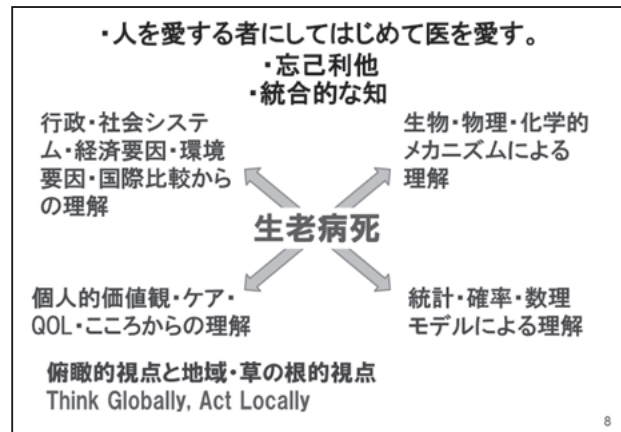 ・人を愛する者にしてはじめて医を愛す。
・忘己利他
・統合的な知
行政・社会システ
ム・経済要因・環境
要因・国際比較から
の理解
生物・物理・化学的
メカニズムによる
理解
生老病死
個人的価値観・ケア・
QOL・こころからの理解
統計・確率・数理
モデルによる理解
俯瞰的視点と地域・草の根的視点
Think Globally, Act Locally
8